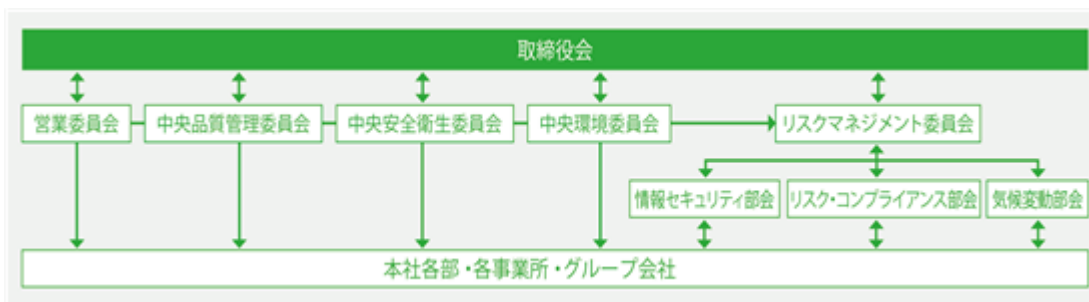 取締役会
営業委員会
中央品質管理委員会
中央安全衛生委員会
中央環境委員会
リスクマネジメント委員会
情報セキュリティ部会
リスク・コンプライアンス部会
気候変動部会
本社各部・各事業所・グループ会社